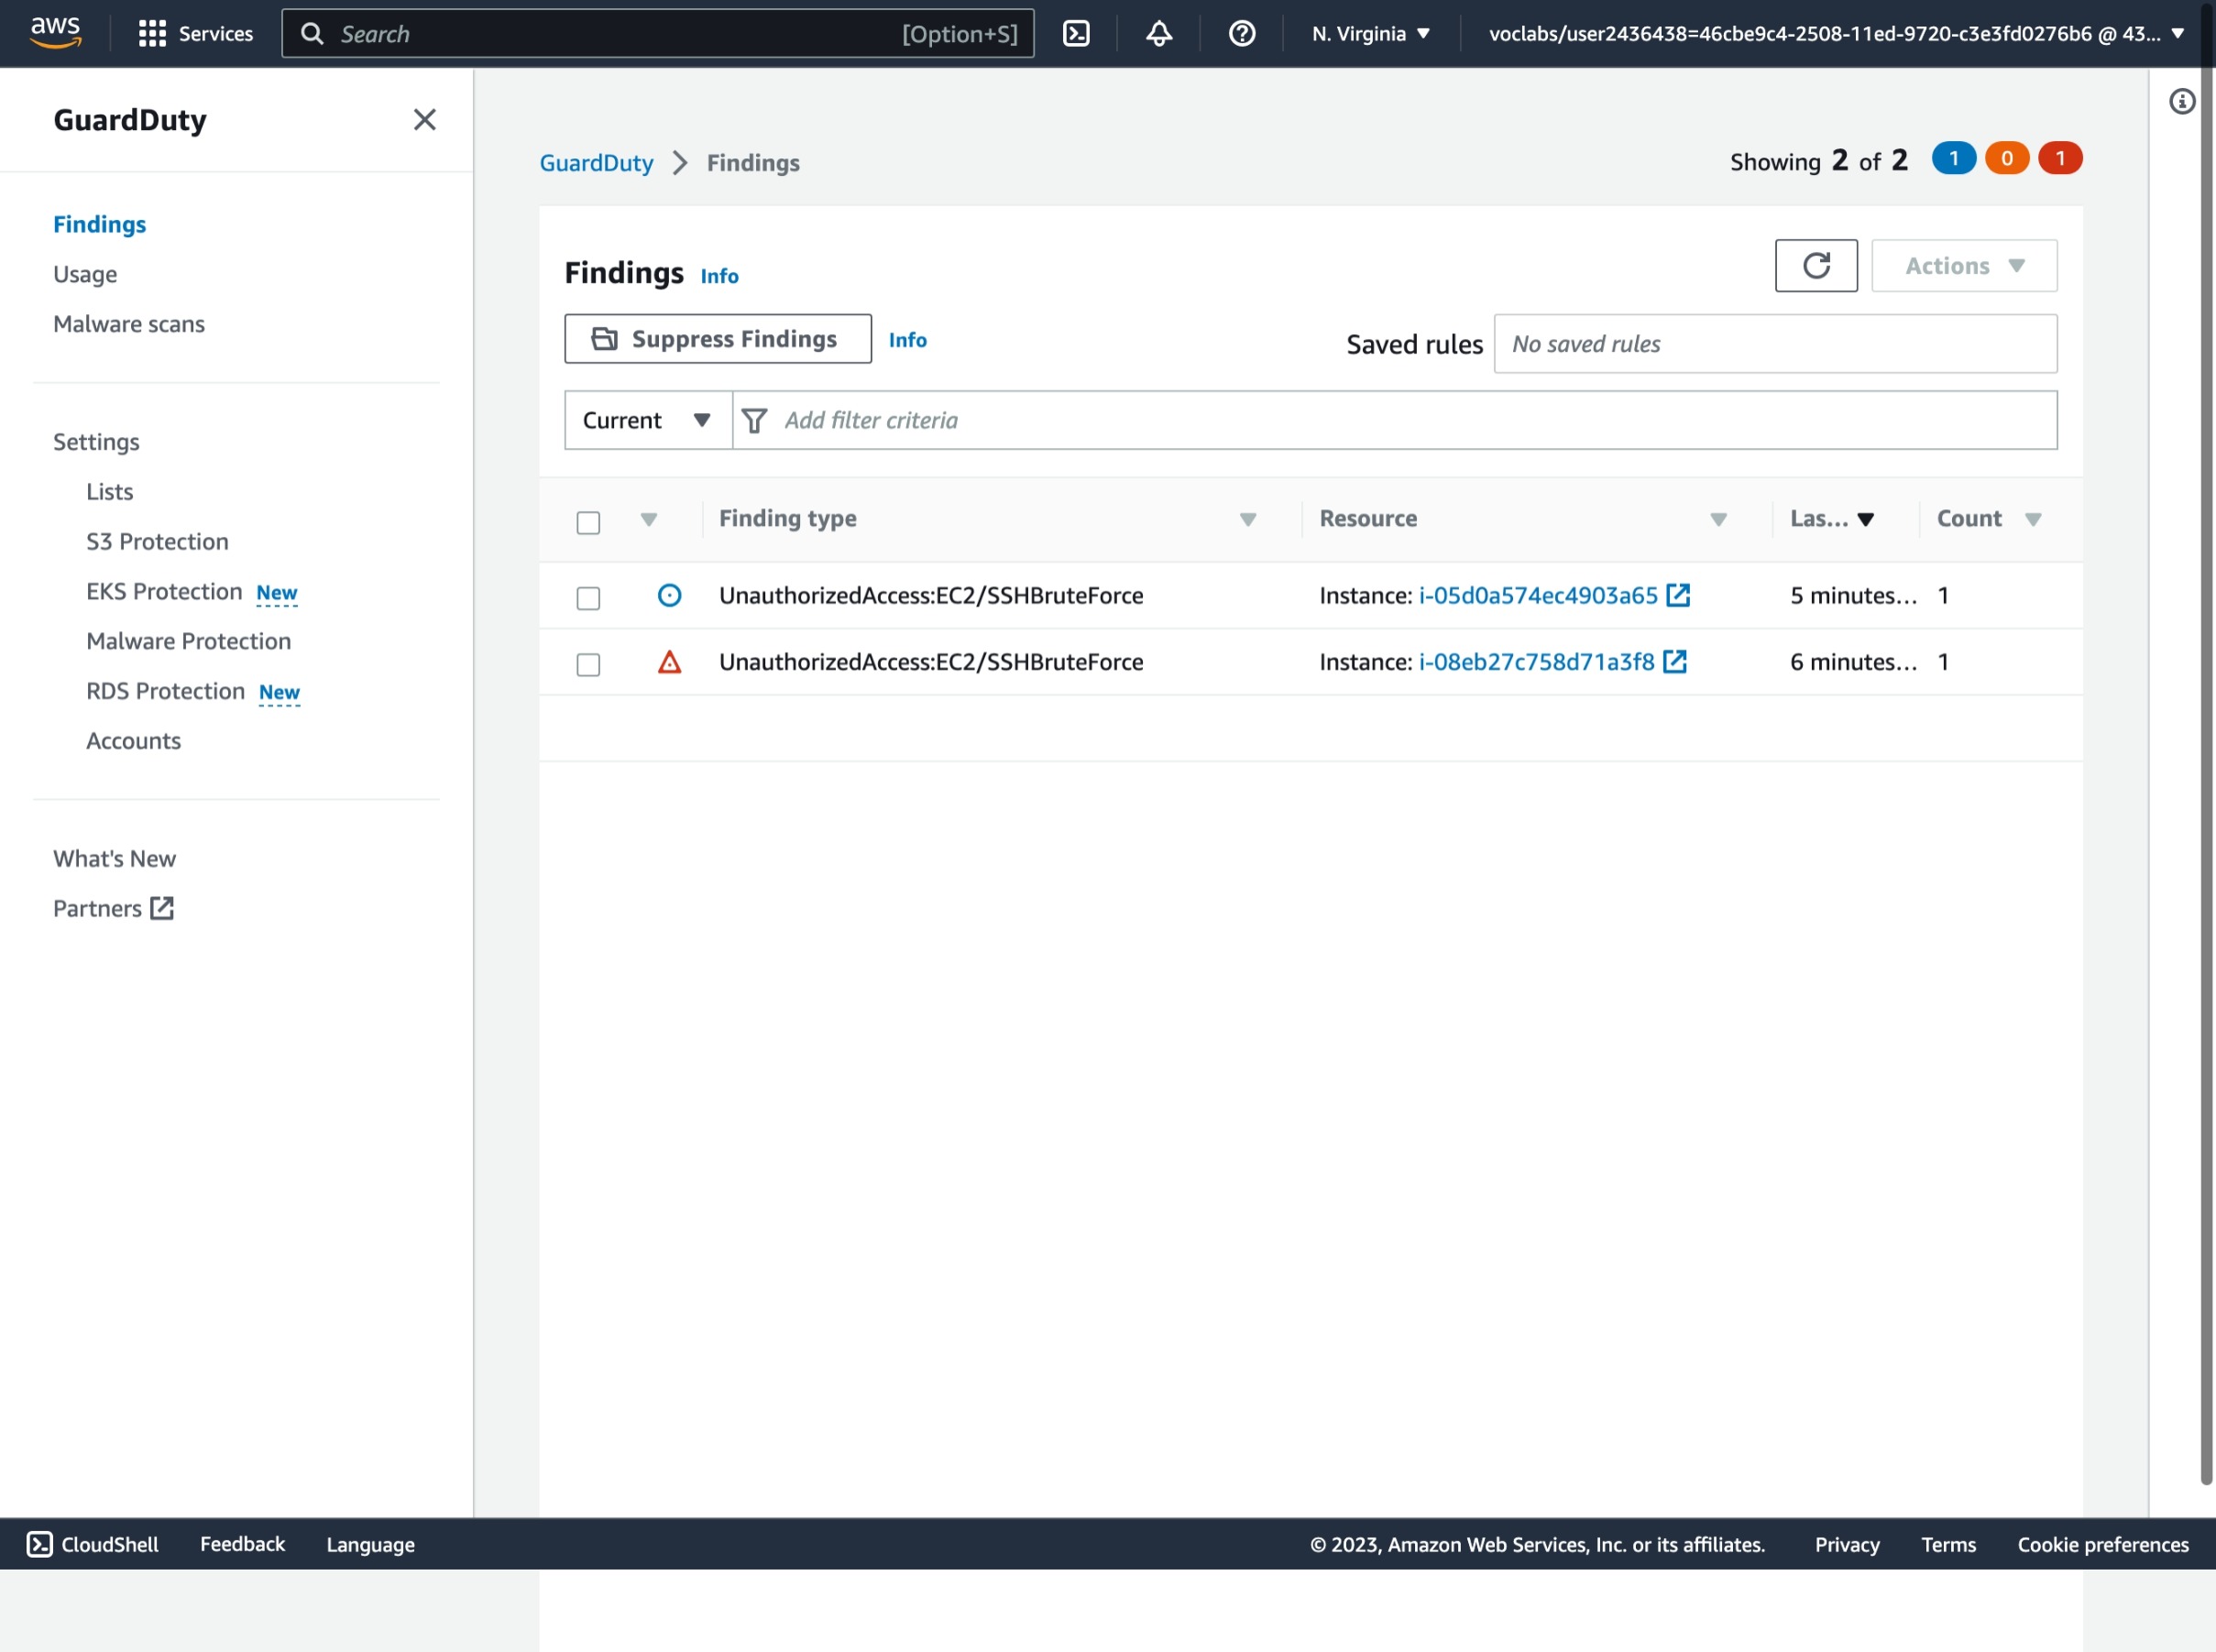 aws Services Search [Option+S] N. Virginia voclabs/user2436438=46cbe9c4-2508-11ed-9720-c3e3fd0276b6 @ 43...
GuardDuty
Findings
Usage
Malware scans
Settings
Lists
S3 Protection
EKS Protection New
Malware Protection
RDS Protection New
Accounts
What's New
Partners
GuardDuty > Findings
Showing 2 of 2 1 0 1
Findings Info
Actions
Suppress Findings Info
Saved rules No saved rules
Current Add filter criteria
Finding type Resource Las... Count
UnauthorizedAccess:EC2/SSHBruteForce Instance: i-05d0a574ec4903a65 5 minutes... 1
UnauthorizedAccess:EC2/SSHBruteForce Instance: i-08eb27c758d71a3f8 6 minutes... 1
CloudShell Feedback Language © 2023, Amazon Web Services, Inc. or its affiliates. Privacy Terms Cookie preferences